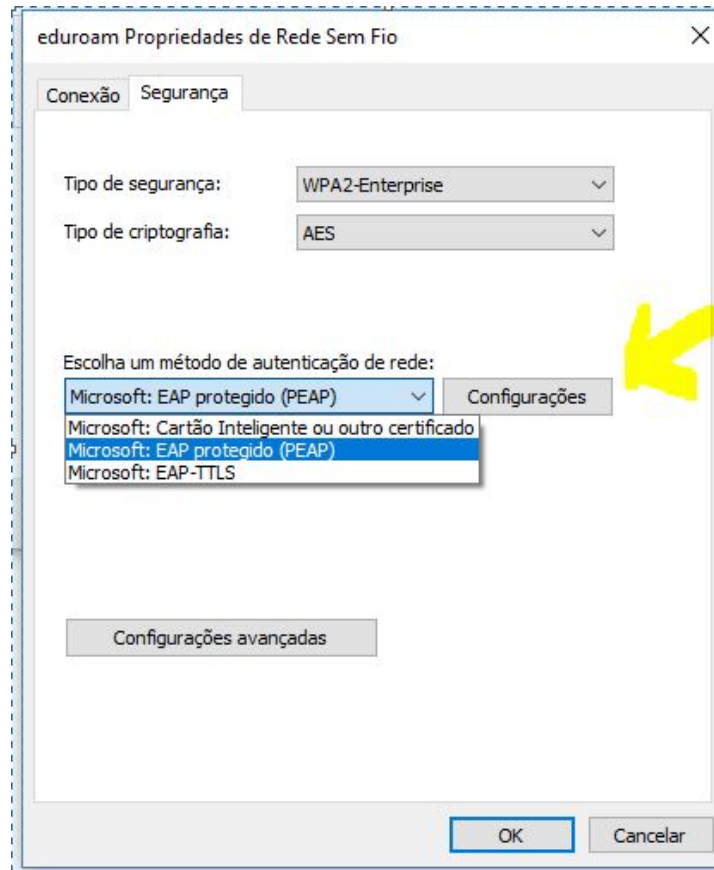 eduroam Propriedades de Rede Sem Fio
Conexão Segurança
Tipo de segurança: WPA2-Enterprise
Tipo de criptografia: AES
Escolha um método de autenticação de rede:
Microsoft: EAP protegido (PEAP) Configurações
Microsoft: Cartão Inteligente ou outro certificado
Microsoft: EAP protegido (PEAP)
Microsoft: EAP-TTLS
Configurações avançadas
OK Cancelar